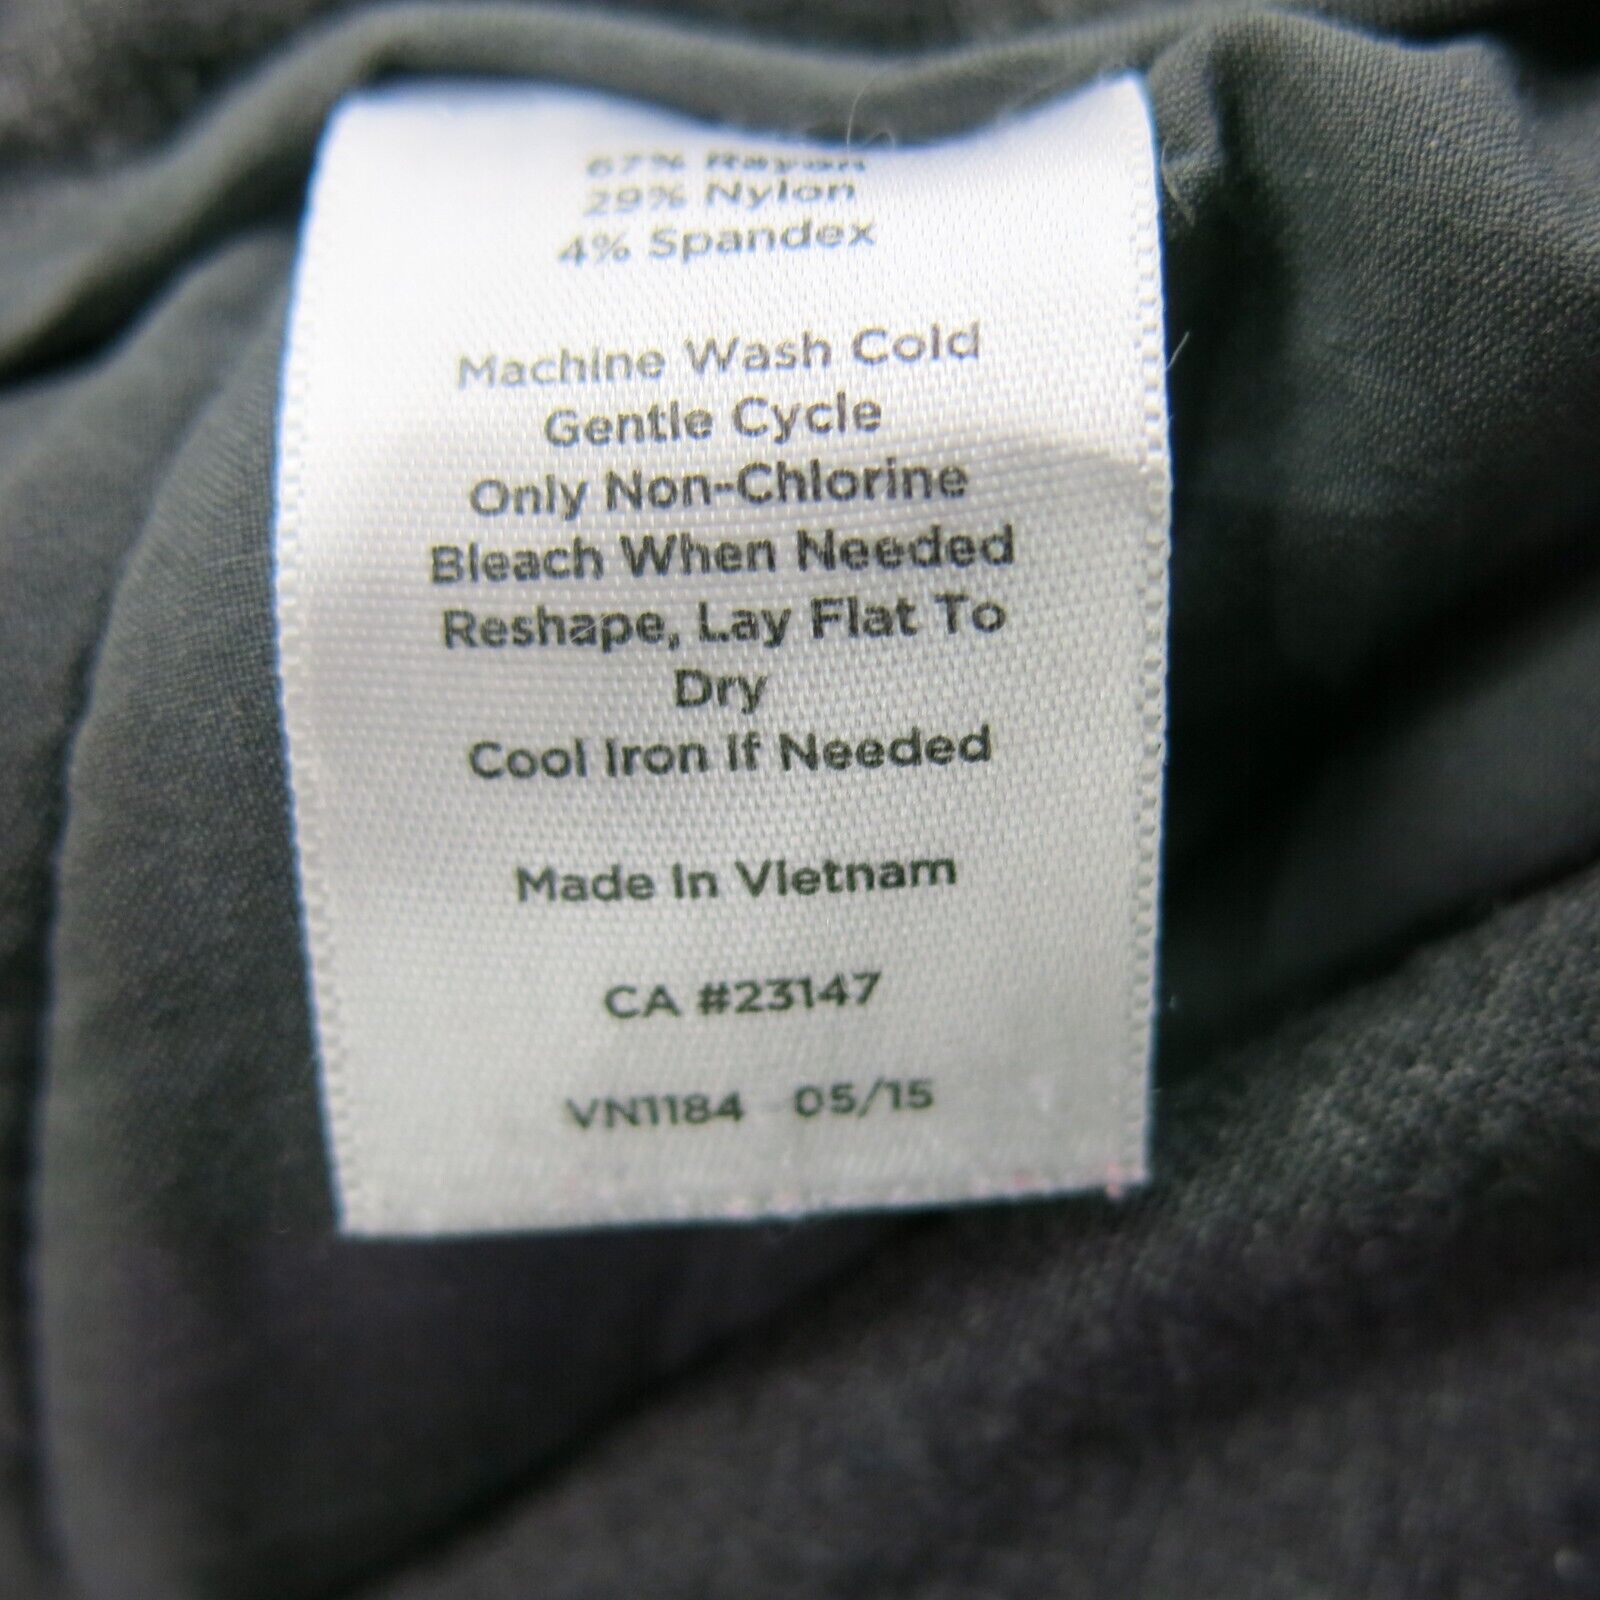 67% Rayon
29% Nylon
4% Spandex
Machine Wash Cold
Gentle Cycle
Only Non-Chlorine
Bleach When Needed
Reshape, Lay Flat To
Dry
Cool Iron If Needed
Made In Vietnam
CA #23147
VN1184 05/15